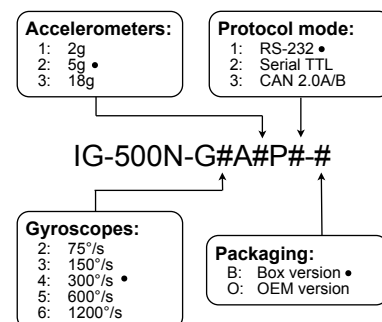 Accelerometers:
1: 2g
2: 5g •
3: 18g
Protocol mode:
1: RS-232 •
2: Serial TTL
3: CAN 2.0A/B
IG-500N-G#A#P#-#
Gyroscopes:
2: 75°/s
3: 150°/s
4: 300°/s •
5: 600°/s
6: 1200°/s
Packaging:
B: Box version •
O: OEM version